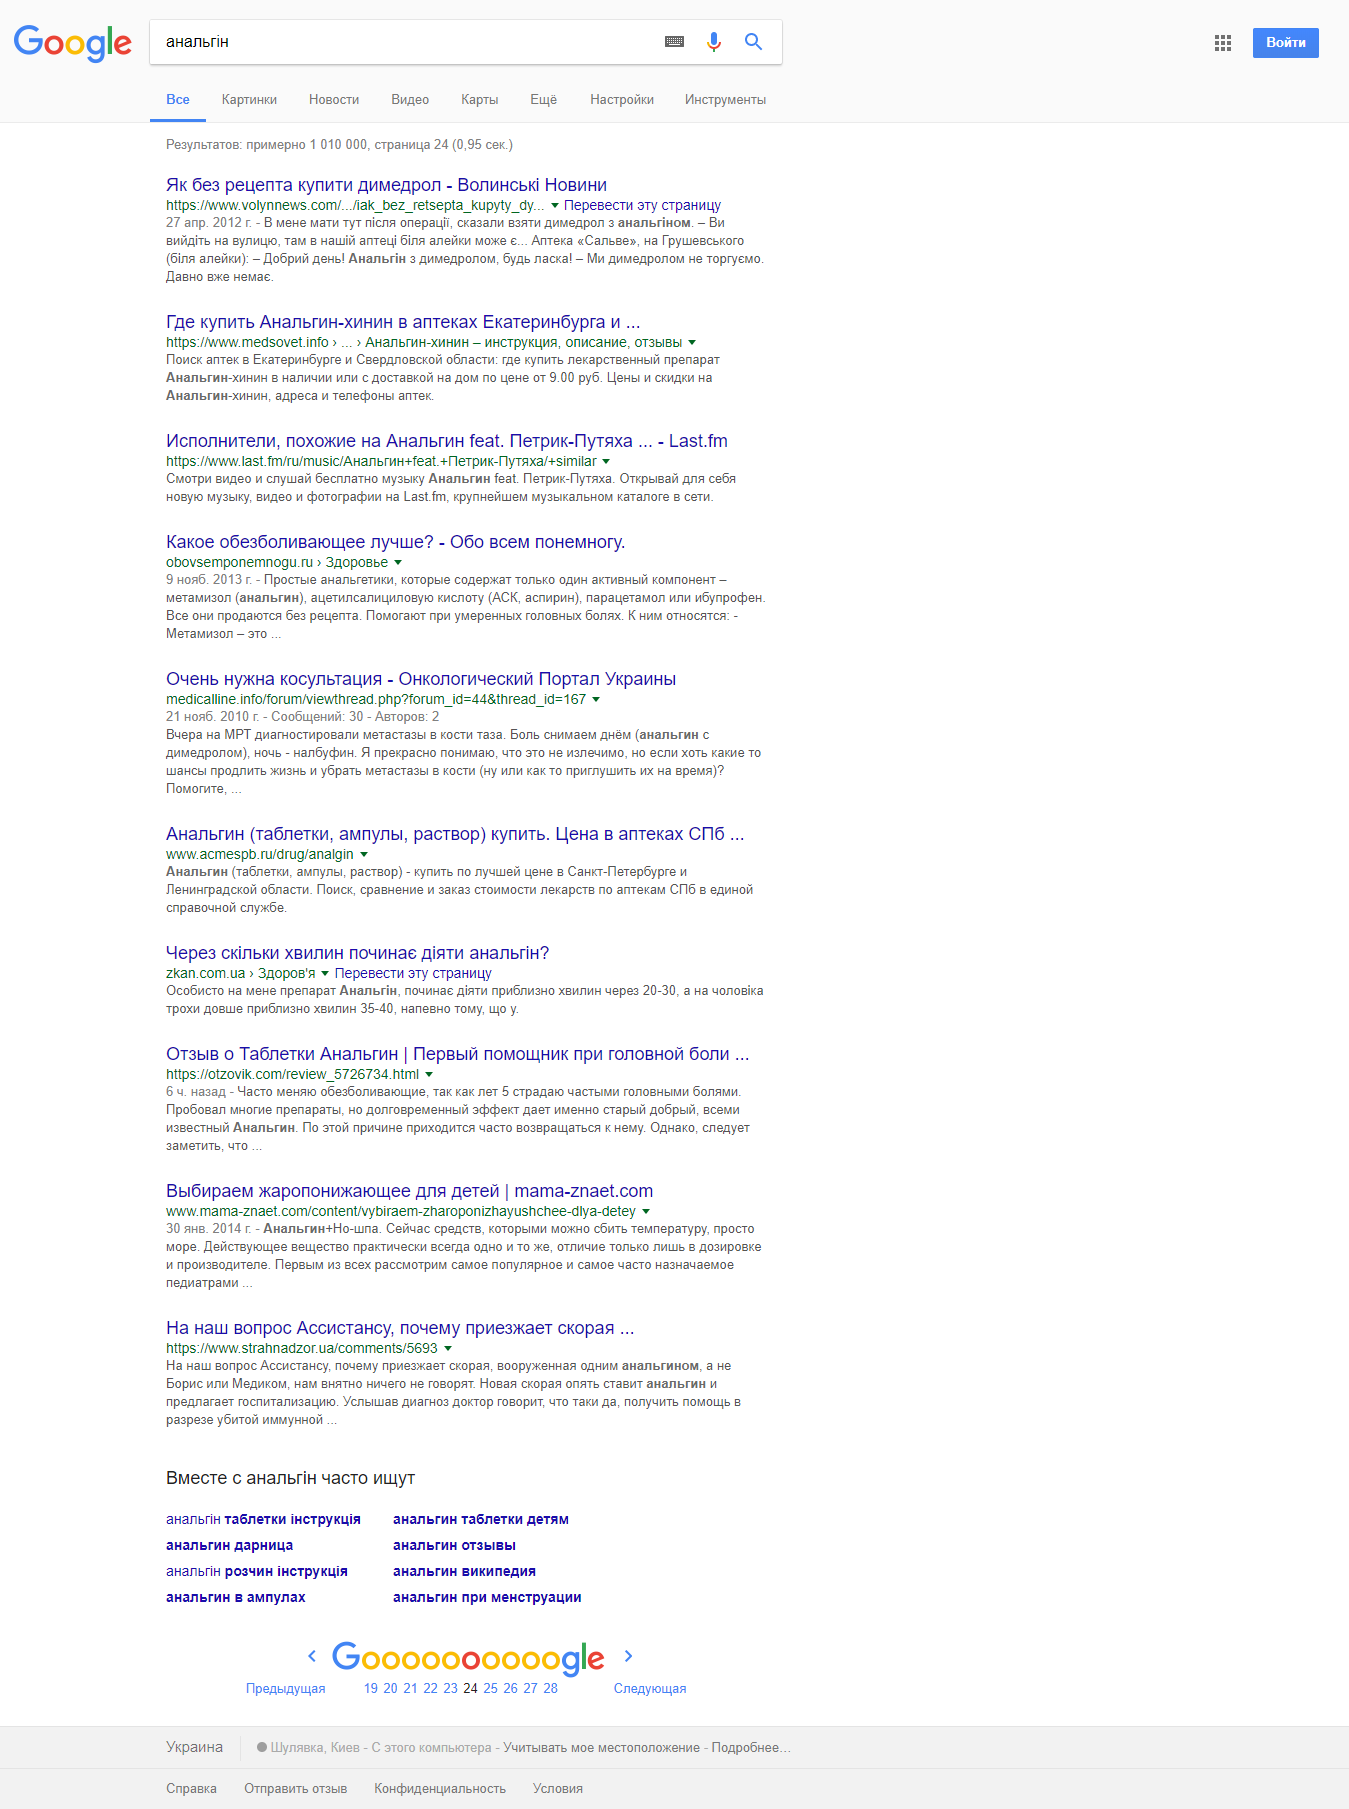 Google
анальгін
Войти
Все Картинки Новости Видео Карты Ещё Настройки Инструменты
Результатов: примерно 1 010 000, страница 24 (0,95 сек.)
Як без рецепта купити димедрол - Волинські Новини
https://www.volynnews.com/.../iak_bez_retsepta_kupyty_dy... Перевести эту страницу
27 апр. 2012 г. - В мене мати тут після операції, сказали взяти димедрол з анальгіном. – Ви
вийдіть на вулицю, там в нашій аптеці біля алейки може є... Аптека «Сальве», на Грушевського
(біля алейки): – Добрий день! Анальгін з димедролом, будь ласка! – Ми димедролом не торгуємо.
Давно вже немає.
Где купить Анальгин-хинин в аптеках Екатеринбурга и ...
https://www.medsovet.info › ... › Анальгин-хинин – инструкция, описание, отзывы
Поиск аптек в Екатеринбурге и Свердловской области: где купить лекарственный препарат
Анальгин-хинин в наличии или с доставкой на дом по цене от 9.00 руб. Цены и скидки на
Анальгин-хинин, адреса и телефоны аптек.
Исполнители, похожие на Анальгин feat. Петрик-Путяха ... - Last.fm
https://www.last.fm/ru/music/Анальгин+feat.+Петрик-Путяха/+similar
Смотри видео и слушай бесплатно музыку Анальгин feat. Петрик-Путяха. Открывай для себя
новую музыку, видео и фотографии на Last.fm, крупнейшем музыкальном каталоге в сети.
Какое обезболивающее лучше? - Обо всем понемногу.
obovsemponemnogu.ru › Здоровье
9 нояб. 2013 г. - Простые анальгетики, которые содержат только один активный компонент –
метамизол (анальгин), ацетилсалициловую кислоту (АСК, аспирин), парацетамол или ибупрофен.
Все они продаются без рецепта. Помогают при умеренных головных болях. К ним относятся: -
Метамизол – это ...
Очень нужна косультация - Онкологический Портал Украины
medicalline.info/forum/viewthread.php?forum_id=44&thread_id=167
21 нояб. 2010 г. - Сообщений: 30 - Авторов: 2
Вчера на МРТ диагностировали метастазы в кости таза. Боль снимаем днём (анальгин с
димедролом), ночь - налбуфин. Я прекрасно понимаю, что это не излечимо, но если хоть какие то
шансы продлить жизнь и убрать метастазы в кости (ну или как то приглушить их на время)?
Помогите, ...
Анальгин (таблетки, ампулы, раствор) купить. Цена в аптеках СПб ...
www.acmespb.ru/drug/analgin
Анальгин (таблетки, ампулы, раствор) - купить по лучшей цене в Санкт-Петербурге и
Ленинградской области. Поиск, сравнение и заказ стоимости лекарств по аптекам СПб в единой
справочной службе.
Через скільки хвилин починає діяти анальгін?
zkan.com.ua › Здоров'я Перевести эту страницу
Особисто на мене препарат Анальгін, починає діяти приблизно хвилин через 20-30, а на чоловіка
трохи довше приблизно хвилин 35-40, напевно тому, що у.
Отзыв о Таблетки Анальгин | Первый помощник при головной боли ...
https://otzovik.com/review_5726734.html
6 ч. назад - Часто меняю обезболивающие, так как лет 5 страдаю частыми головными болями.
Пробовал многие препараты, но долговременный эффект дает именно старый добрый, всеми
известный Анальгин. По этой причине приходится часто возвращаться к нему. Однако, следует
заметить, что ...
Выбираем жаропонижающее для детей | mama-znaet.com
www.mama-znaet.com/content/vybiraem-zharoponizhayushchee-dlya-detey
30 янв. 2014 г. - Анальгин+Но-шпа. Сейчас средств, которыми можно сбить температуру, просто
море. Действующее вещество практически всегда одно и то же, отличие только лишь в дозировке
и производителе. Первым из всех рассмотрим самое популярное и самое часто назначаемое
педиатрами ...
На наш вопрос Ассистансу, почему приезжает скорая ...
https://www.strahnadzor.ua/comments/5693
На наш вопрос Ассистансу, почему приезжает скорая, вооруженная одним анальгином, а не
Борис или Медиком, нам внятно ничего не говорят. Новая скорая опять ставит анальгин и
предлагает госпитализацию. Услышав диагноз доктор говорит, что таки да, получить помощь в
разрезе убитой иммунной ...
Вместе с анальгін часто ищут
анальгін таблетки інструкція анальгин таблетки детям
анальгин дарница анальгин отзывы
анальгін розчин інструкція анальгин википедия
анальгин в ампулах анальгин при менструации
Goooooooooogle
Предыдущая 19 20 21 22 23 24 25 26 27 28 Следующая
Украина Шулявка, Киев - С этого компьютера - Учитывать мое местоположение - Подробнее…
Справка Отправить отзыв Конфиденциальность Условия